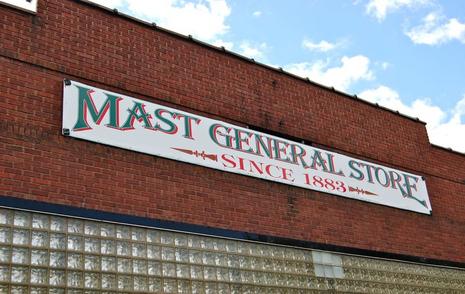 MAST GENERAL STORE
SINCE 1883